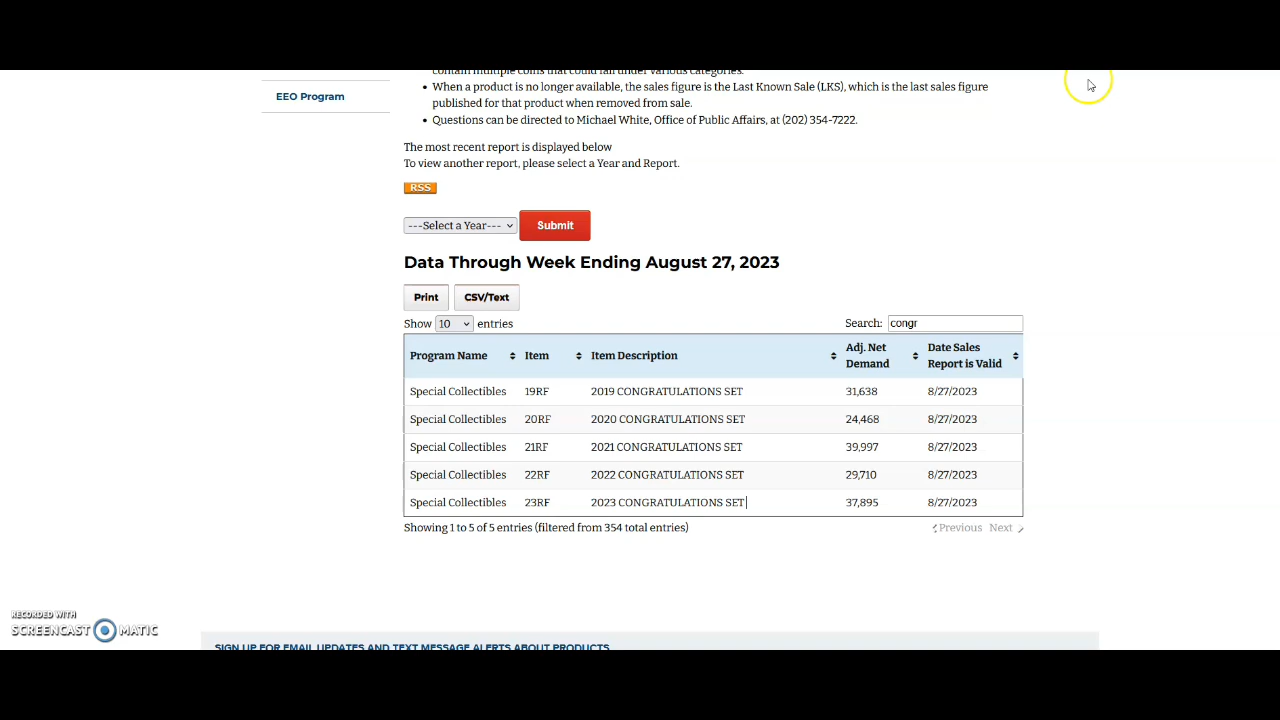 contain multiple coins that could fall under various categories.
EEO Program
When a product is no longer available, the sales figure is the Last Known Sale (LKS), which is the last sales figure
published for that product when removed from sale.
Questions can be directed to Michael White, Office of Public Affairs, at (202) 354-7222.
The most recent report is displayed below
To view another report, please select a Year and Report.
RSS
---Select a Year--- Submit
Data Through Week Ending August 27, 2023
Print CSV/Text
Show 10 entries Search: congr
Program Name Item Item Description Adj. Net Demand Date Sales Report is Valid
Special Collectibles 19RF 2019 CONGRATULATIONS SET 31,638 8/27/2023
Special Collectibles 20RF 2020 CONGRATULATIONS SET 24,468 8/27/2023
Special Collectibles 21RF 2021 CONGRATULATIONS SET 39,997 8/27/2023
Special Collectibles 22RF 2022 CONGRATULATIONS SET 29,710 8/27/2023
Special Collectibles 23RF 2023 CONGRATULATIONS SET 37,895 8/27/2023
Showing 1 to 5 of 5 entries (filtered from 354 total entries) Previous Next
RECORDED WITH
SCREENCAST MATIC
SIGN UP FOR EMAIL UPDATES AND TEXT MESSAGE ALERTS ABOUT PRODUCTS